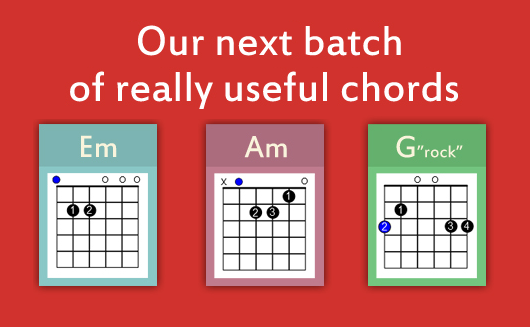 Our next batch
of really useful chords
Em Am G"rock"
o o o x o o o
1 2 2 3 1 1 2 3 4